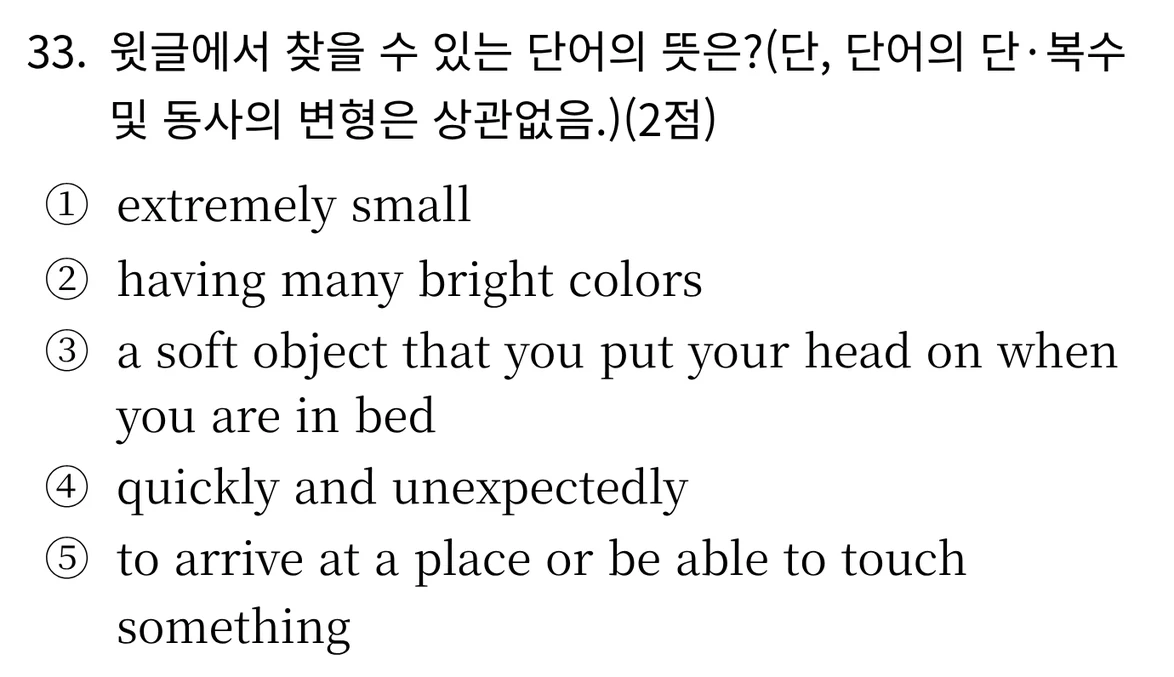 33. 윗글에서 찾을 수 있는 단어의 뜻은?(단, 단어의 단·복수
및 동사의 변형은 상관없음.)(2점)
① extremely small
② having many bright colors
③ a soft object that you put your head on when
you are in bed
④ quickly and unexpectedly
⑤ to arrive at a place or be able to touch
something